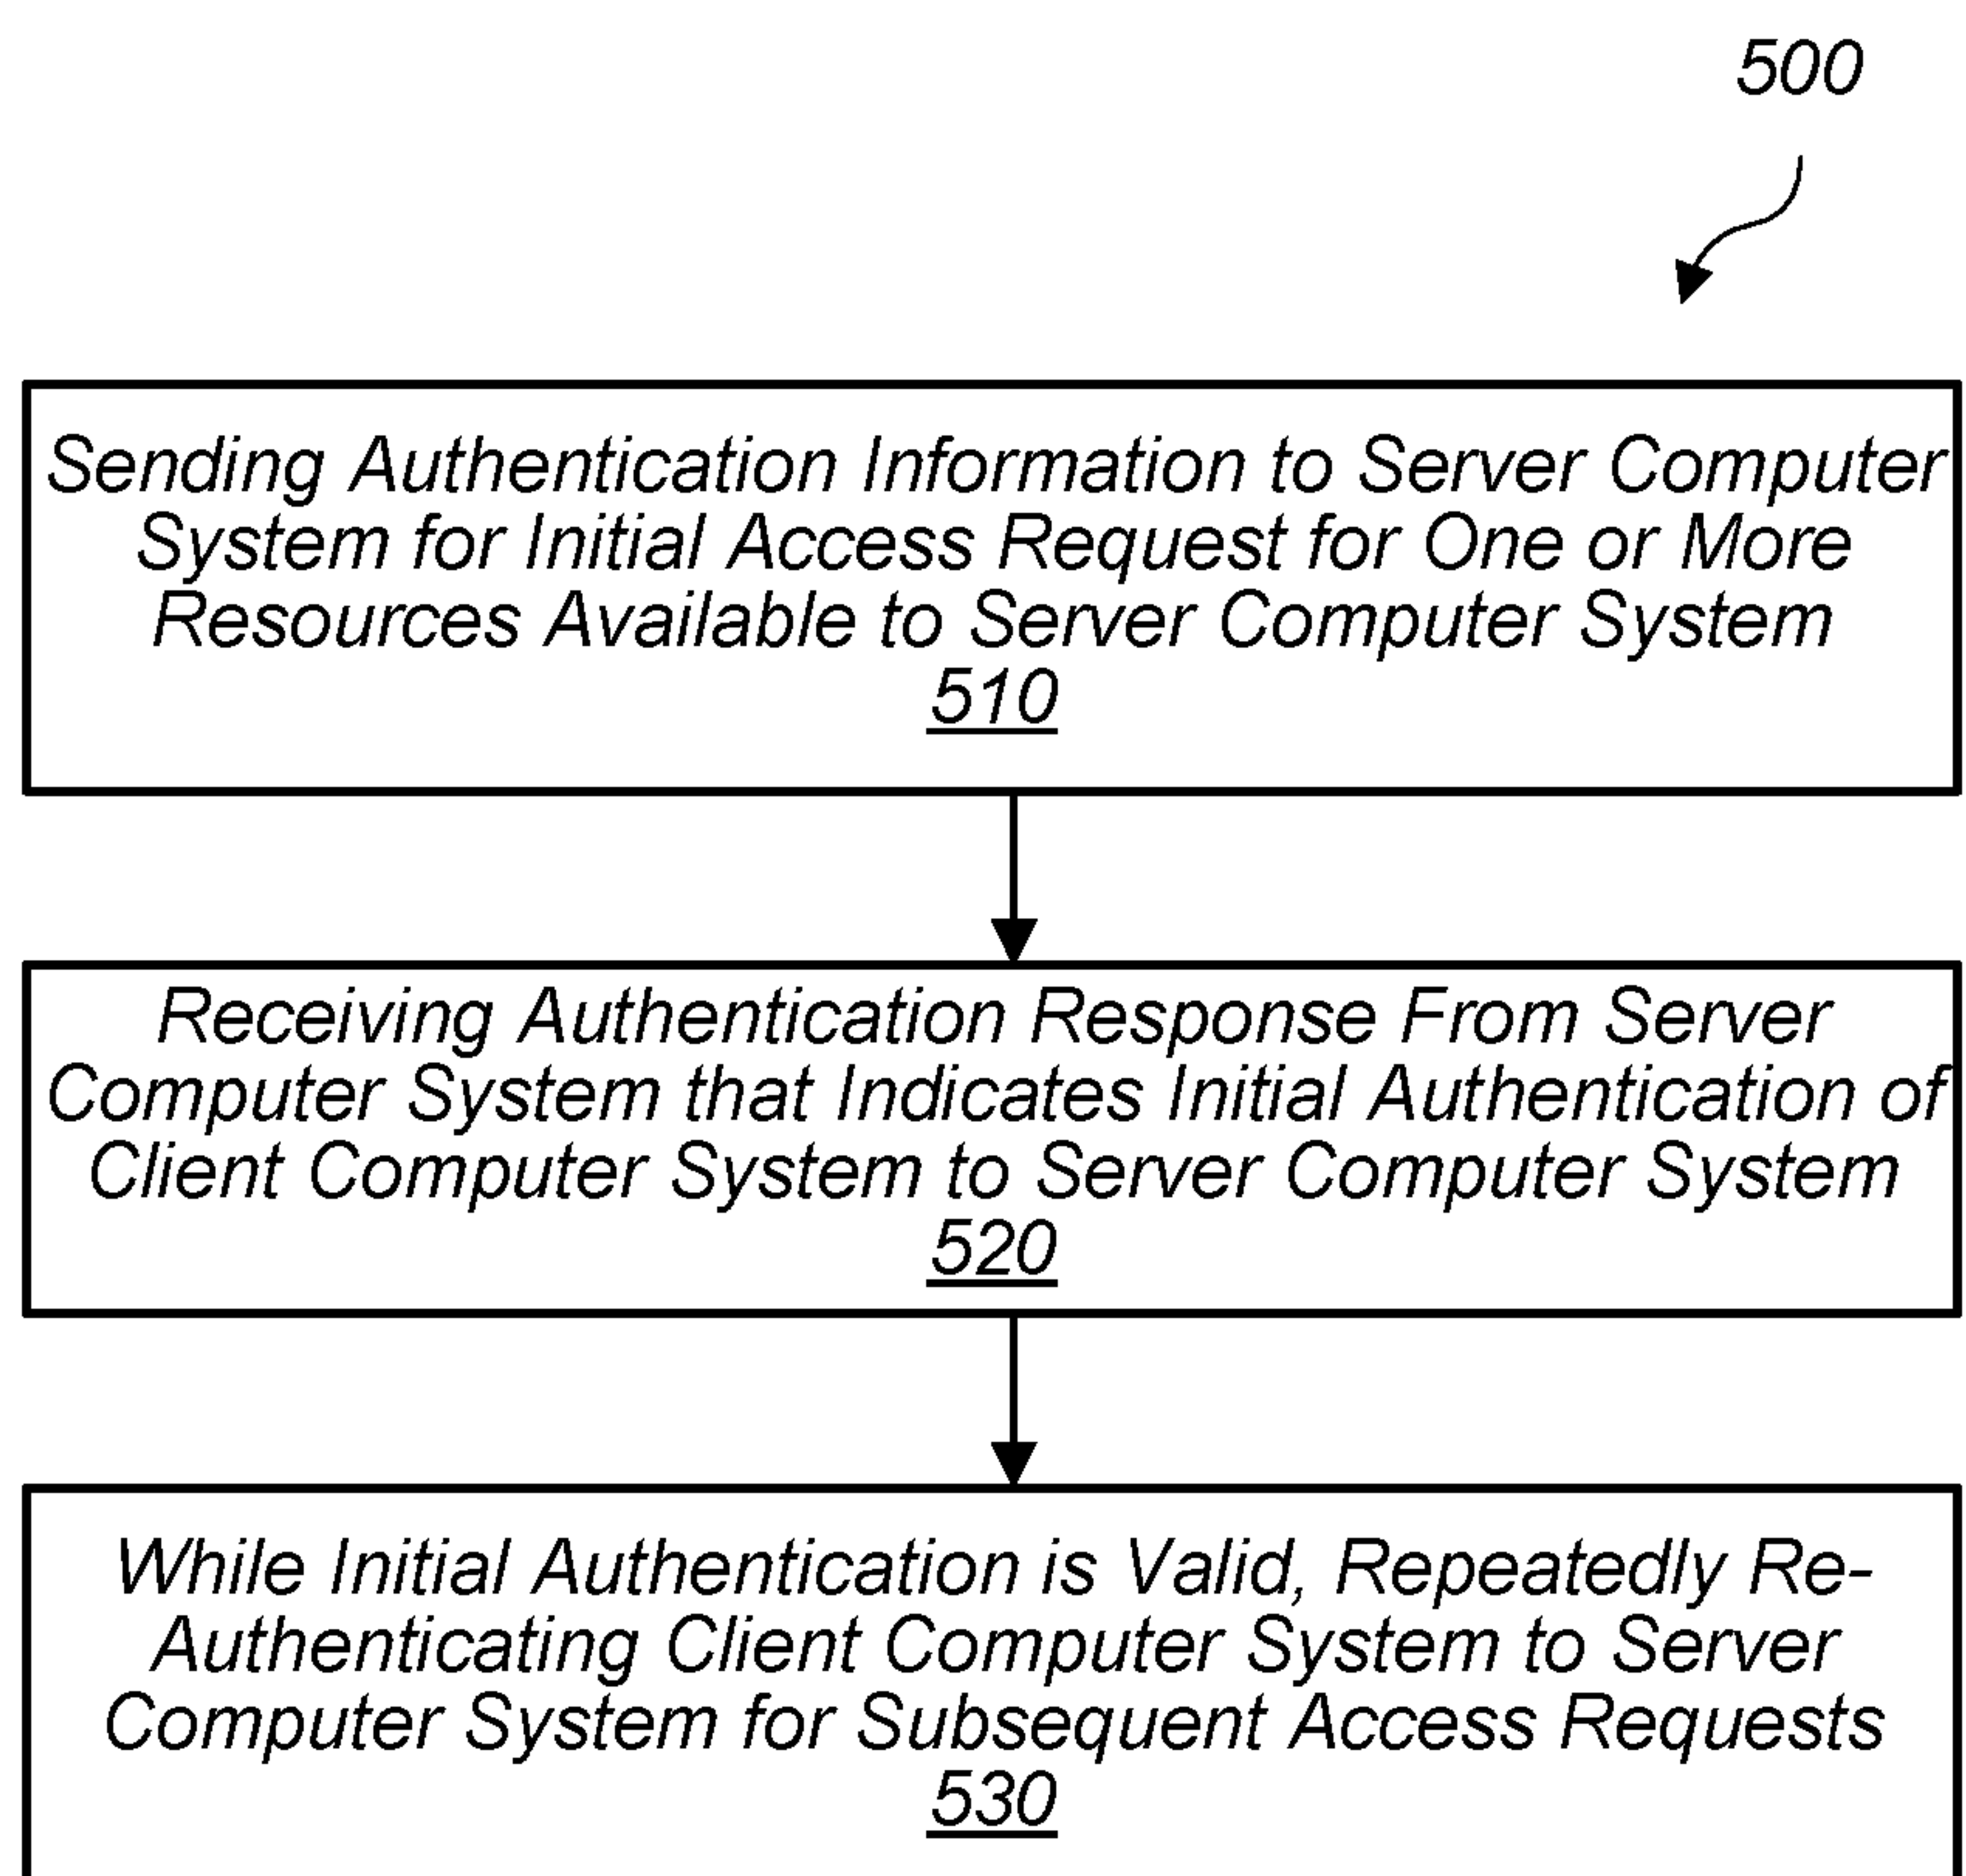 500
Sending Authentication Information to Server Computer
System for Initial Access Request for One or More
Resources Available to Server Computer System
510
Receiving Authentication Response From Server
Computer System that Indicates Initial Authentication of
Client Computer System to Server Computer System
520
While Initial Authentication is Valid, Repeatedly Re-
Authenticating Client Computer System to Server
Computer System for Subsequent Access Requests
530